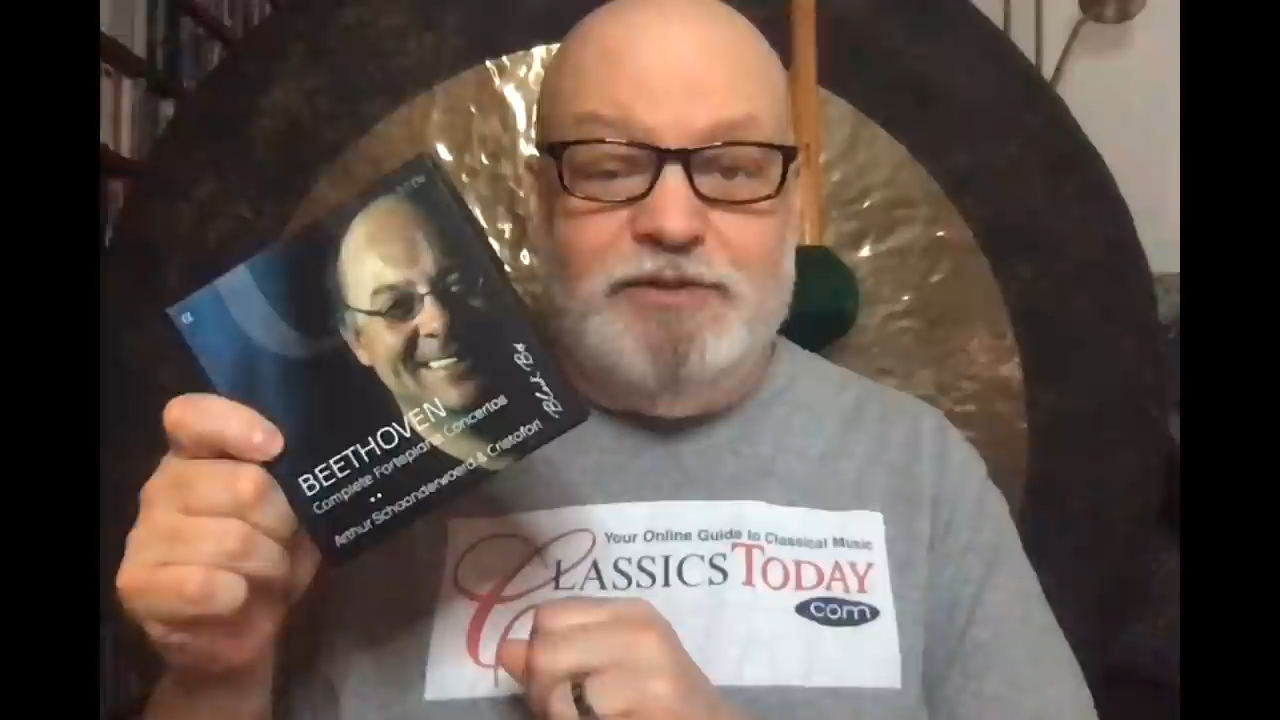 α
BEETHOVEN
Complete Fortepiano Concertos
Arthur Schoonderwoerd & Cristofori
Your Online Guide to Classical Music
CLASSICSTODAY
com